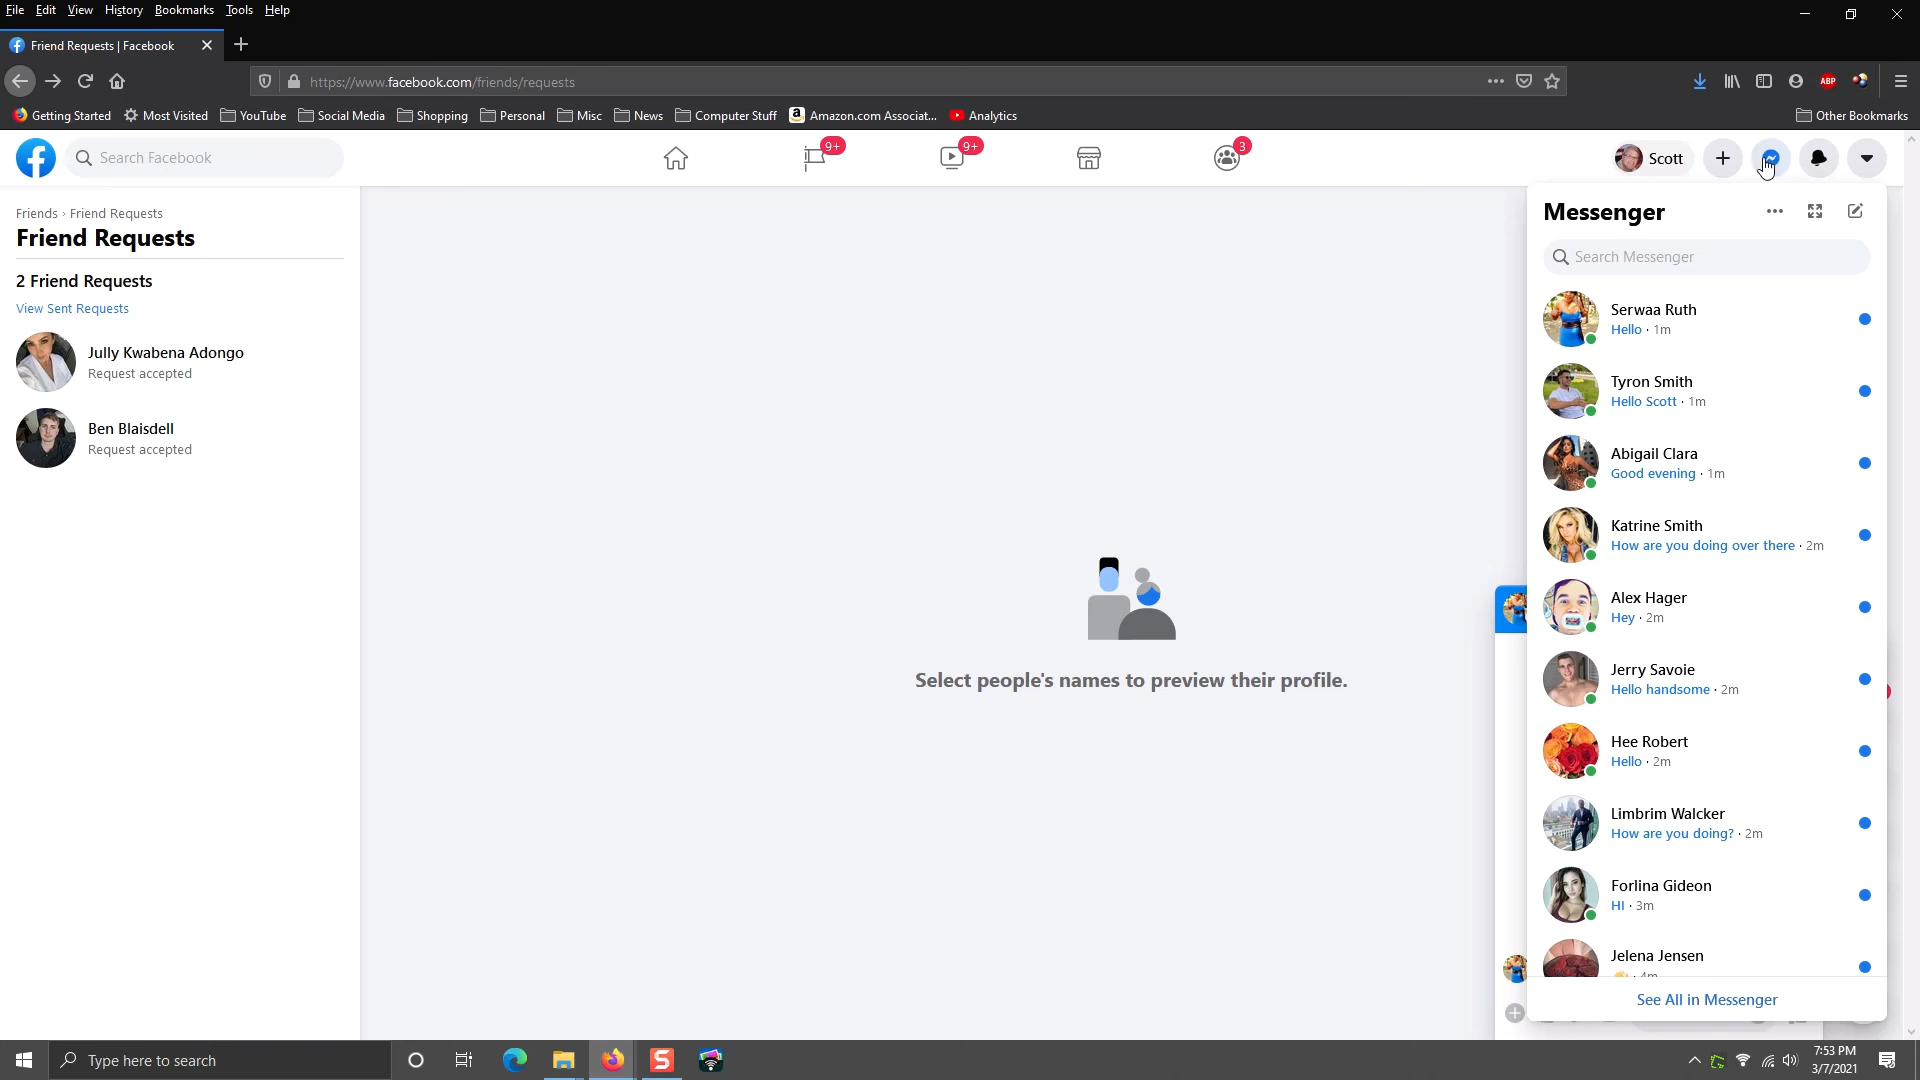 File Edit View History Bookmarks Tools Help
Friend Requests | Facebook
https://www.facebook.com/friends/requests
ABP
Getting Started Most Visited YouTube Social Media Shopping Personal Misc News Computer Stuff Amazon.com Associat... Analytics Other Bookmarks
Search Facebook
9+
9+
3
Scott
Friends › Friend Requests
Friend Requests
2 Friend Requests
View Sent Requests
Jully Kwabena Adongo
Request accepted
Ben Blaisdell
Request accepted
Select people's names to preview their profile.
Messenger
Search Messenger
Serwaa Ruth
Hello · 1m
Tyron Smith
Hello Scott · 1m
Abigail Clara
Good evening · 1m
Katrine Smith
How are you doing over there · 2m
Alex Hager
Hey · 2m
Jerry Savoie
Hello handsome · 2m
Hee Robert
Hello · 2m
Limbrim Walcker
How are you doing? · 2m
Forlina Gideon
HI · 3m
Jelena Jensen
· 4m
See All in Messenger
Type here to search
7:53 PM
3/7/2021